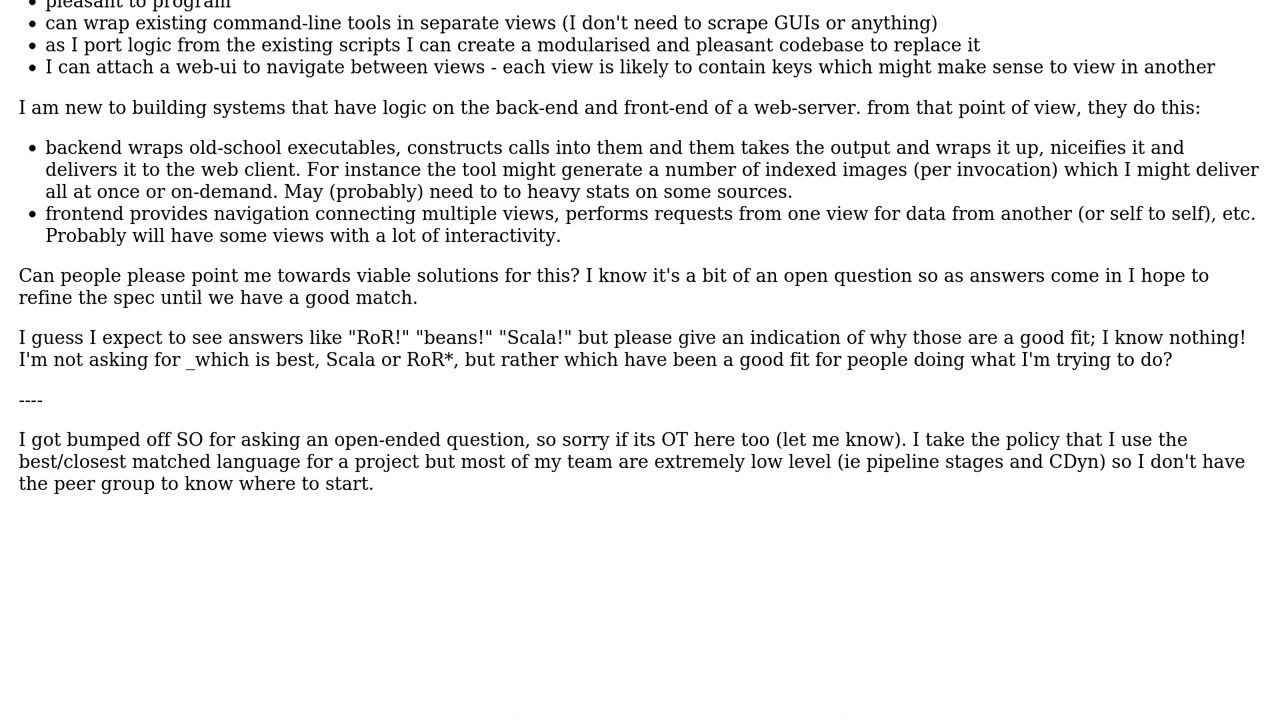 pleasant to program
can wrap existing command-line tools in separate views (I don't need to scrape GUIs or anything)
as I port logic from the existing scripts I can create a modularised and pleasant codebase to replace it
I can attach a web-ui to navigate between views - each view is likely to contain keys which might make sense to view in another
I am new to building systems that have logic on the back-end and front-end of a web-server. from that point of view, they do this:
backend wraps old-school executables, constructs calls into them and them takes the output and wraps it up, niceifies it and
delivers it to the web client. For instance the tool might generate a number of indexed images (per invocation) which I might deliver
all at once or on-demand. May (probably) need to to heavy stats on some sources.
frontend provides navigation connecting multiple views, performs requests from one view for data from another (or self to self), etc.
Probably will have some views with a lot of interactivity.
Can people please point me towards viable solutions for this? I know it's a bit of an open question so as answers come in I hope to
refine the spec until we have a good match.
I guess I expect to see answers like "RoR!" "beans!" "Scala!" but please give an indication of why those are a good fit; I know nothing!
I'm not asking for _which is best, Scala or RoR*, but rather which have been a good fit for people doing what I'm trying to do?
----
I got bumped off SO for asking an open-ended question, so sorry if its OT here too (let me know). I take the policy that I use the
best/closest matched language for a project but most of my team are extremely low level (ie pipeline stages and CDyn) so I don't have
the peer group to know where to start.